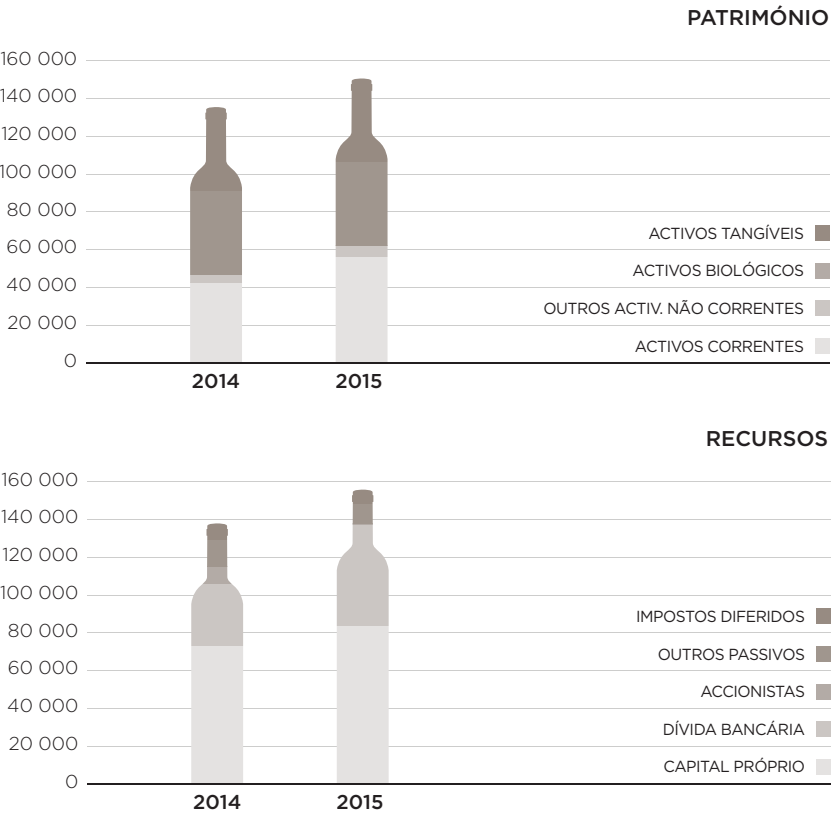 PATRIMÓNIO
160 000
140 000
120 000
100 000
80 000
60 000
40 000
20 000
0
ACTIVOS TANGÍVEIS
ACTIVOS BIOLÓGICOS
OUTROS ACTIV. NÃO CORRENTES
ACTIVOS CORRENTES
2014 2015
RECURSOS
160 000
140 000
120 000
100 000
80 000
60 000
40 000
20 000
0
IMPOSTOS DIFERIDOS
OUTROS PASSIVOS
ACCIONISTAS
DÍVIDA BANCÁRIA
CAPITAL PRÓPRIO
2014 2015